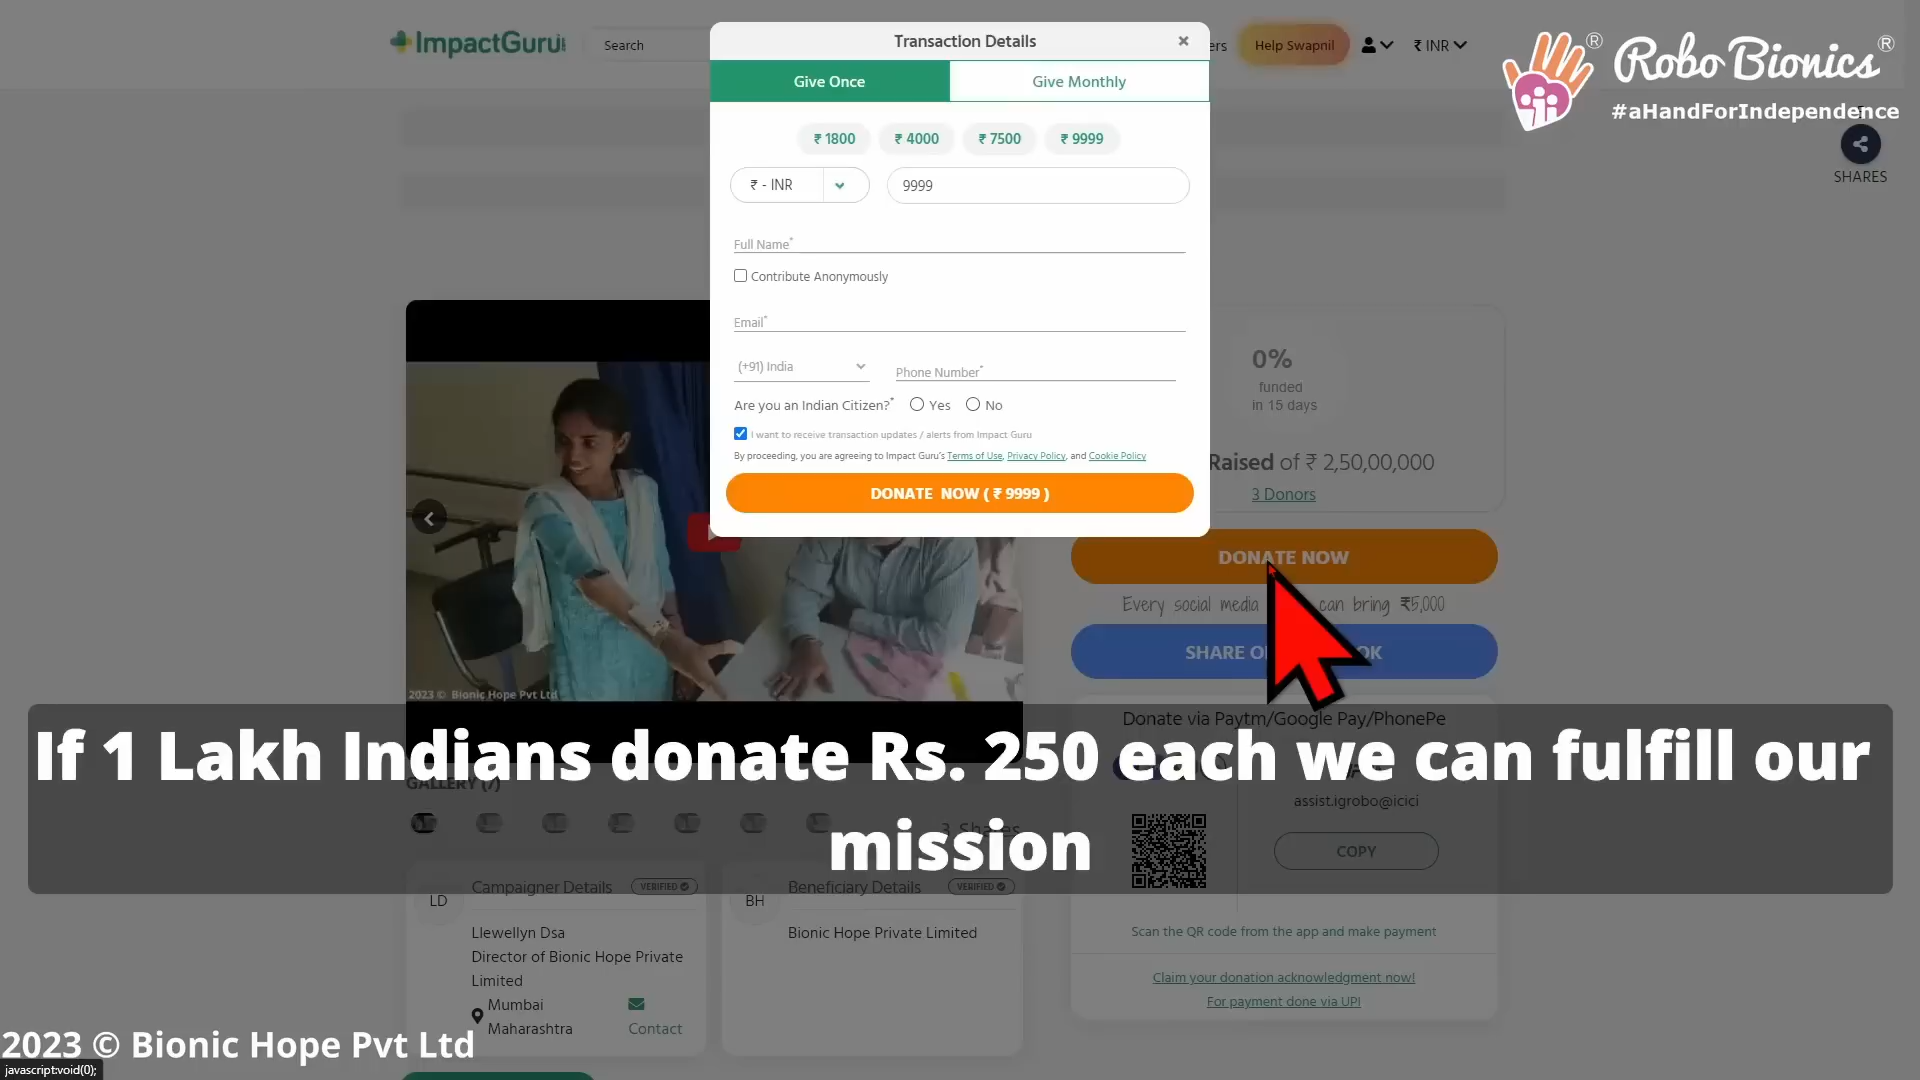 ImpactGuru
Search
Transaction Details
ers
Help Swapnil
₹ INR
Robo Bionics®
#aHandForIndependence
SHARES
Give Once
Give Monthly
₹ 1800
₹ 4000
₹ 7500
₹ 9999
₹ - INR
9999
Full Name*
Contribute Anonymously
Email*
(+91) India
Phone Number*
Are you an Indian Citizen?*
Yes
No
I want to receive transaction updates / alerts from Impact Guru
By proceeding, you are agreeing to Impact Guru's Terms of Use, Privacy Policy, and Cookie Policy
DONATE NOW ( ₹ 9999 )
0%
funded
in 15 days
Raised of ₹ 2,50,00,000
3 Donors
DONATE NOW
Every social media can bring ₹5,000
SHARE O OK
2023 © Bionic Hope Pvt Ltd
Donate via Paytm/Google Pay/PhonePe
If 1 Lakh Indians donate Rs. 250 each we can fulfill our
mission
GALLERY (7)
3 Shares
assist.igrobo@icici
COPY
Scan the QR code from the app and make payment
Claim your donation acknowledgment now!
For payment done via UPI
LD
Campaigner Details
VERIFIED
Llewellyn Dsa
Director of Bionic Hope Private
Limited
Mumbai
Maharashtra
Contact
BH
Beneficiary Details
VERIFIED
Bionic Hope Private Limited
2023 © Bionic Hope Pvt Ltd
javascript:void(0);